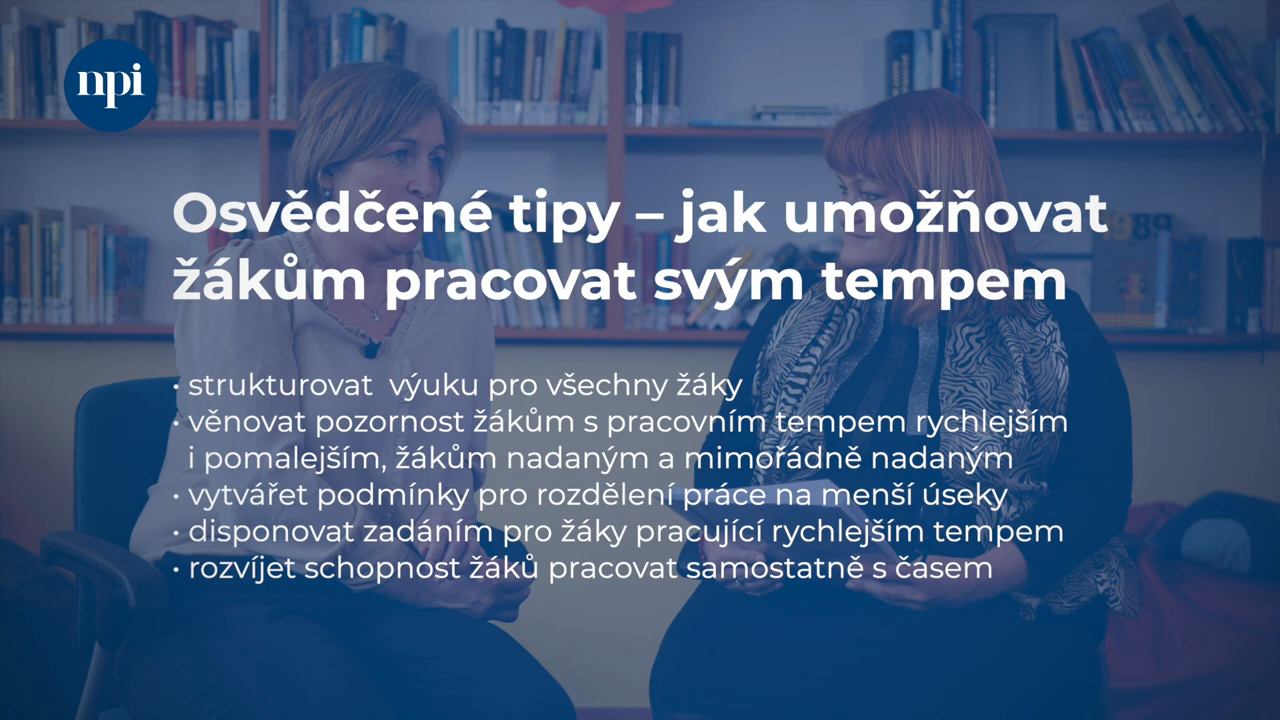 npi
Osvědčené tipy – jak umožňovat
žákům pracovat svým tempem
1989
• strukturovat  výuku pro všechny žáky
• věnovat pozornost žákům s pracovním tempem rychlejším
i pomalejším, žákům nadaným a mimořádně nadaným
• vytvářet podmínky pro rozdělení práce na menší úseky
• disponovat zadáním pro žáky pracující rychlejším tempem
• rozvíjet schopnost žáků pracovat samostatně s časem